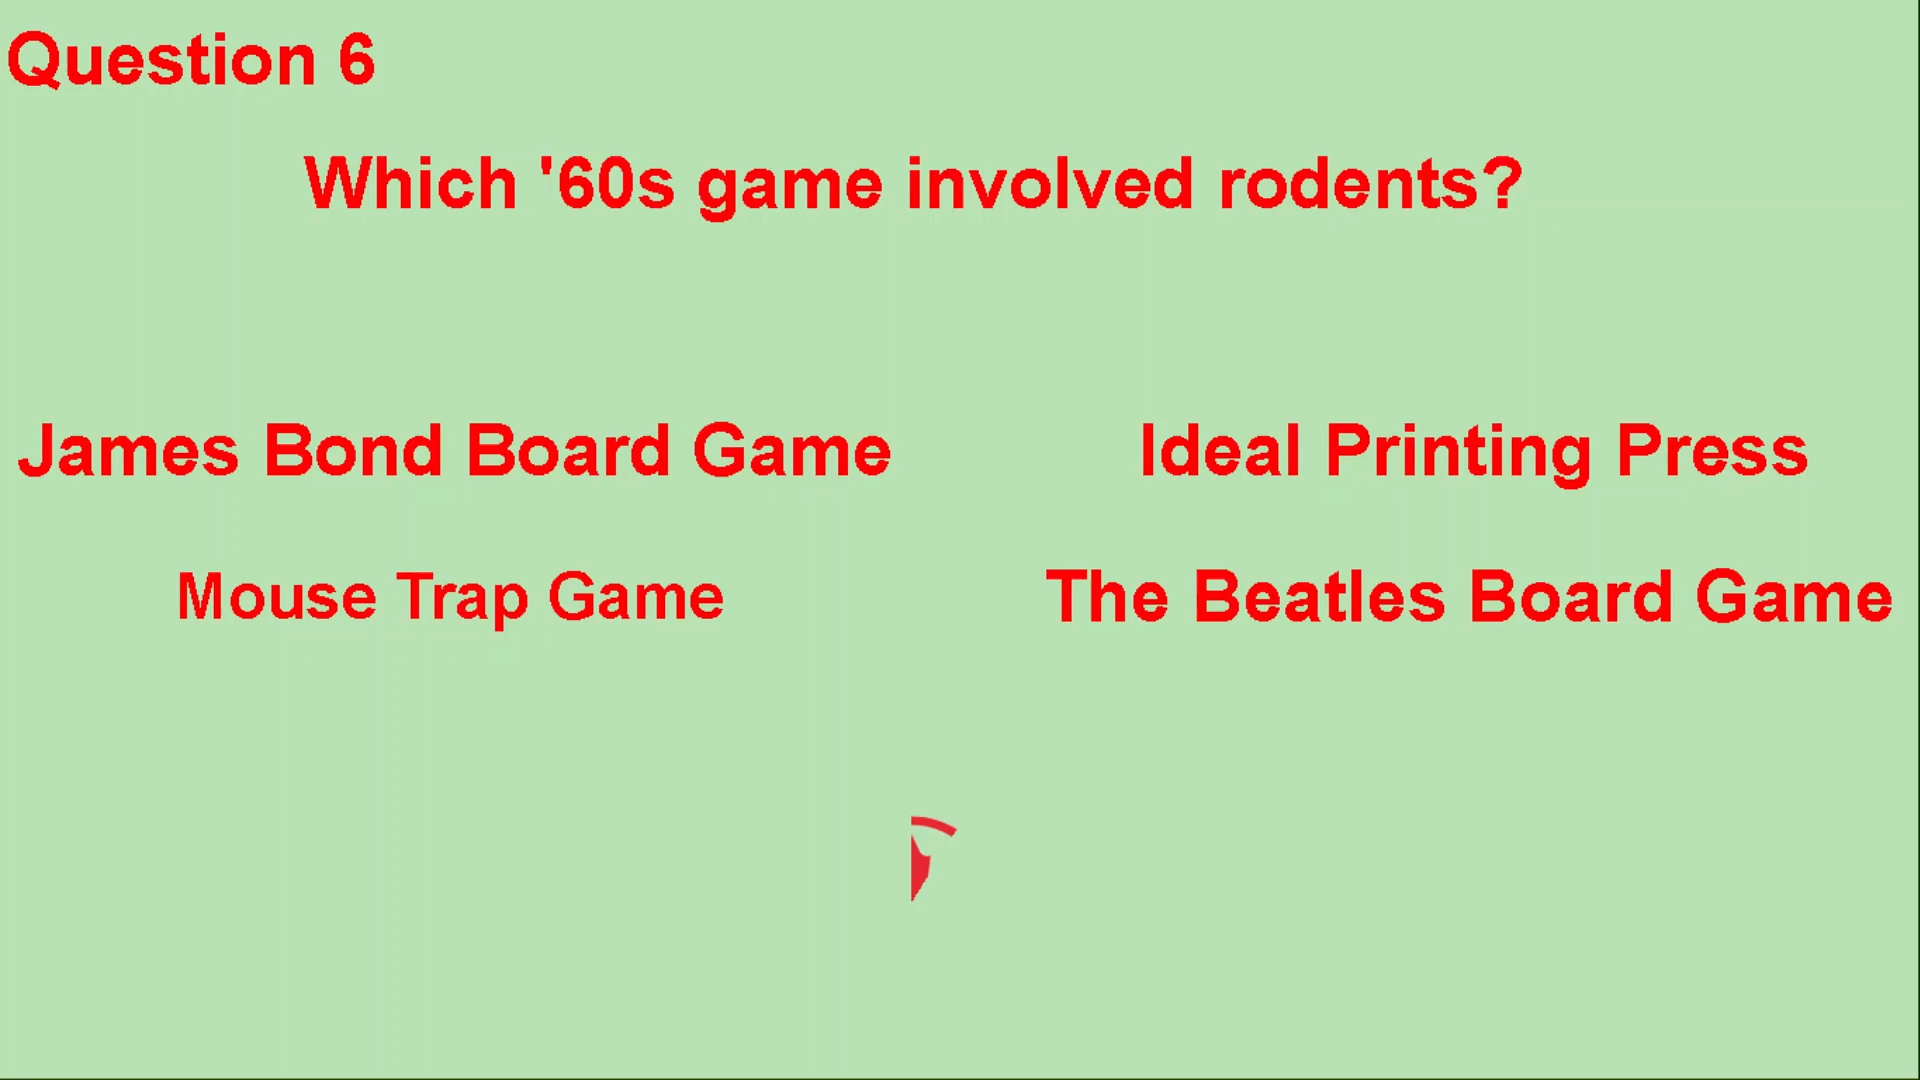 Question 6
Which '60s game involved rodents?
James Bond Board Game
Ideal Printing Press
Mouse Trap Game
The Beatles Board Game